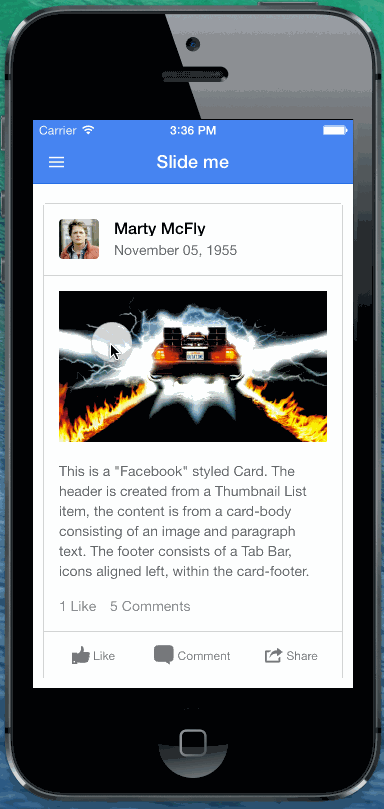 Carrier 3:36 PM
Slide me
Marty McFly
November 05, 1955
This is a "Facebook" styled Card. The
header is created from a Thumbnail List
item, the content is from a card-body
consisting of an image and paragraph
text. The footer consists of a Tab Bar,
icons aligned left, within the card-footer.
1 Like 5 Comments
Like Comment Share